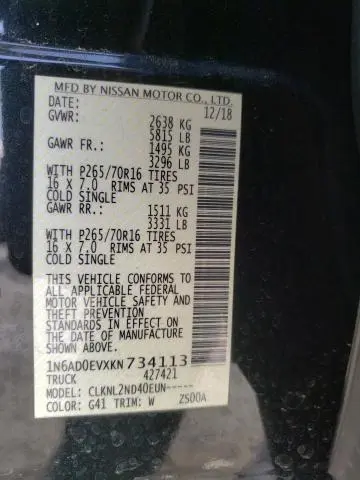 MFD BY NISSAN MOTOR CO., LTD.
DATE: 12/18
GVWR: 2638 KG
5815 LB
GAWR FR.: 1495 KG
3296 LB
WITH P265/70R16 TIRES
16 X 7.0 RIMS AT 35 PSI
COLD SINGLE
GAWR RR.: 1511 KG
3331 LB
WITH P265/70R16 TIRES
16 X 7.0 RIMS AT 35 PSI
COLD SINGLE
THIS VEHICLE CONFORMS TO
ALL APPLICABLE FEDERAL
MOTOR VEHICLE SAFETY AND
THEFT PREVENTION
STANDARDS IN EFFECT ON
THE DATE OF MANUFACTURE
1N6AD0EVXKN734113
TRUCK 427421
MODEL: CLKNL2ND40EUN-----
COLOR: G41 TRIM: W ZS00A